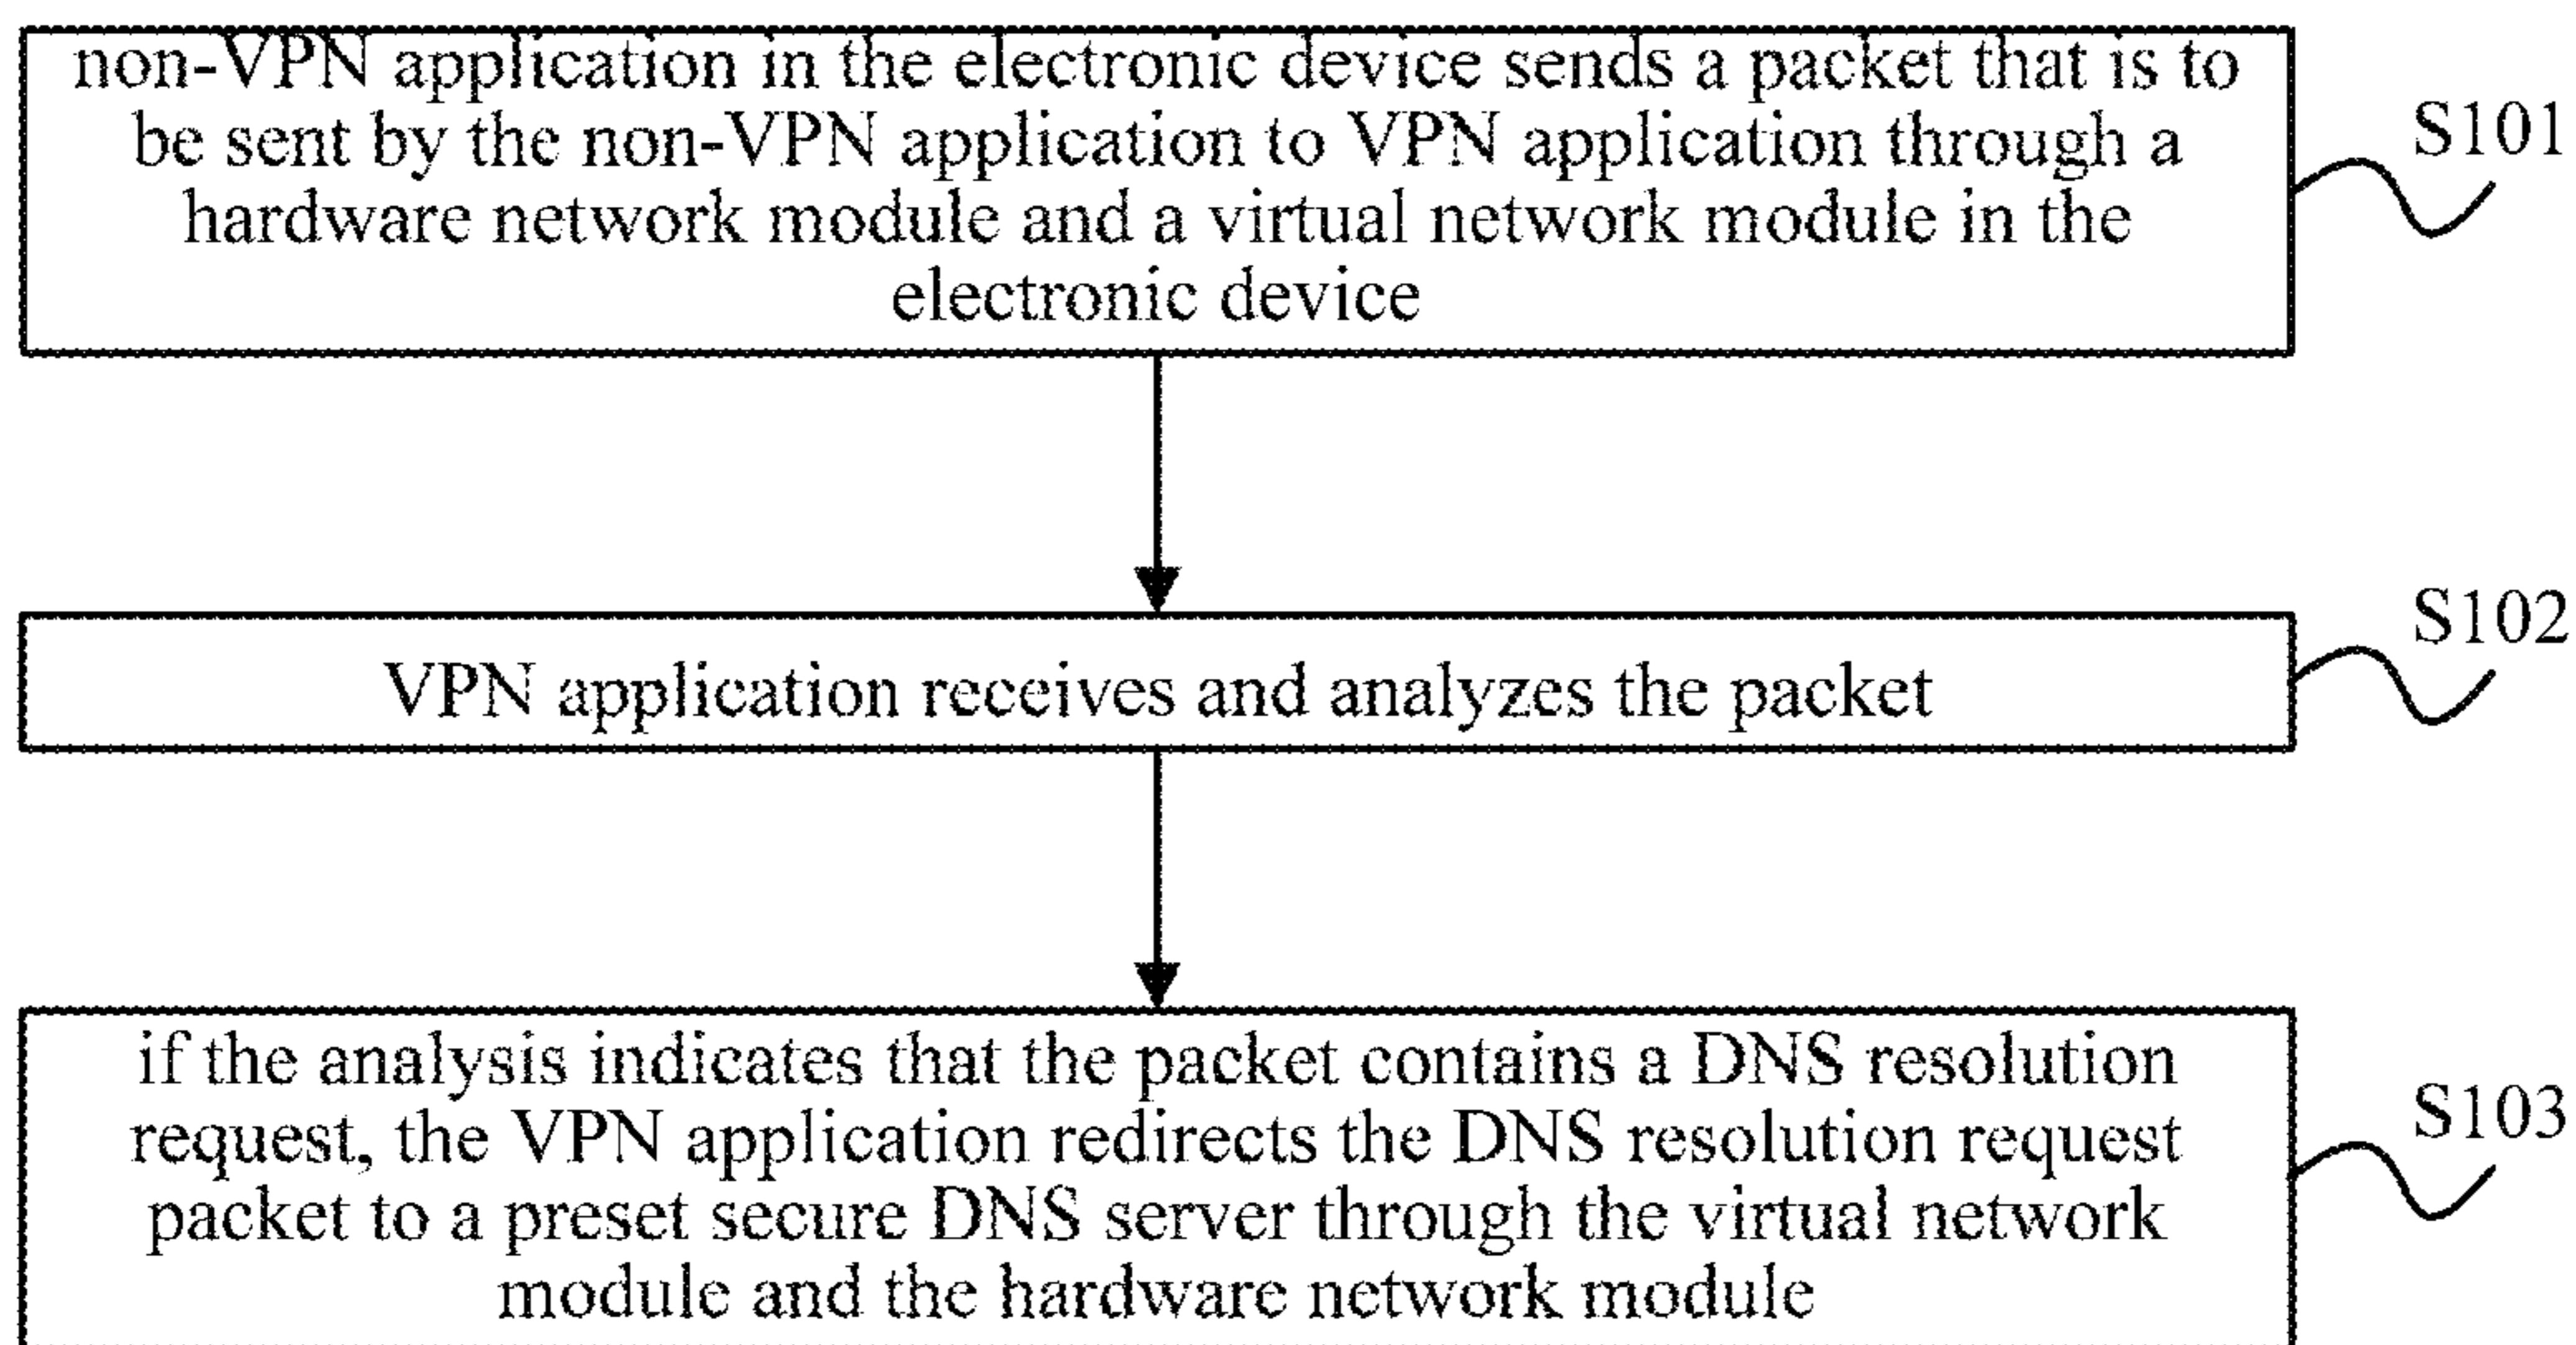 non-VPN application in the electronic device sends a packet that is to
be sent by the non-VPN application to VPN application through a
hardware network module and a virtual network module in the
electronic device
S101
VPN application receives and analyzes the packet
S102
if the analysis indicates that the packet contains a DNS resolution
request, the VPN application redirects the DNS resolution request
packet to a preset secure DNS server through the virtual network
module and the hardware network module
S103